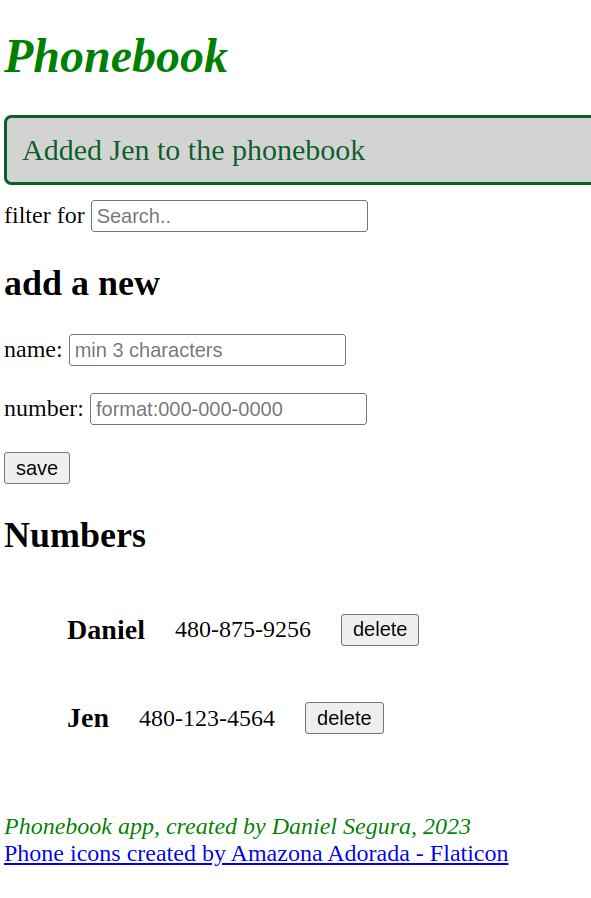 Phonebook
Added Jen to the phonebook
filter for Search..
add a new
name: min 3 characters
number: format:000-000-0000
save
Numbers
Daniel 480-875-9256 delete
Jen 480-123-4564 delete
Phonebook app, created by Daniel Segura, 2023
Phone icons created by Amazona Adorada - Flaticon